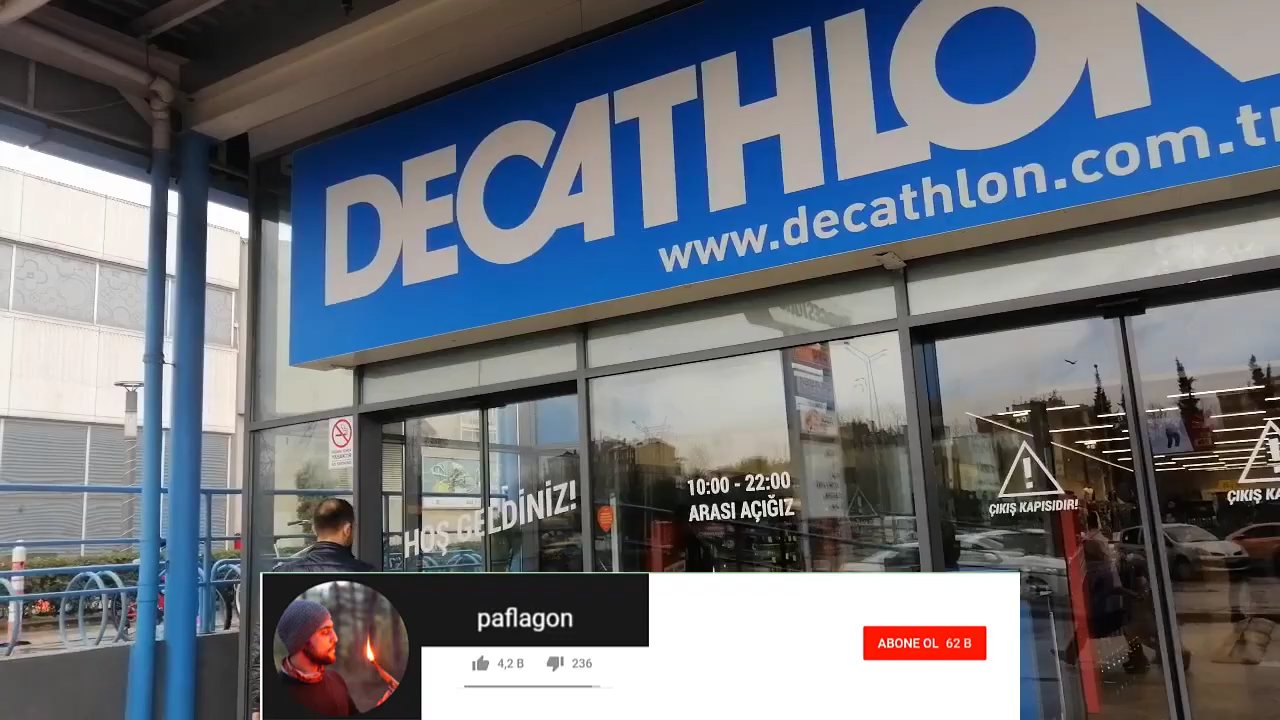 DECATHLON
www.decathlon.com.tr
HOŞ GELDİNİZ!
10:00 - 22:00
ARASI AÇIĞIZ
ÇIKIŞ KAPISIDIR!
ÇIKIŞ KA
paflagon
4,2 B 236
ABONE OL 62 B